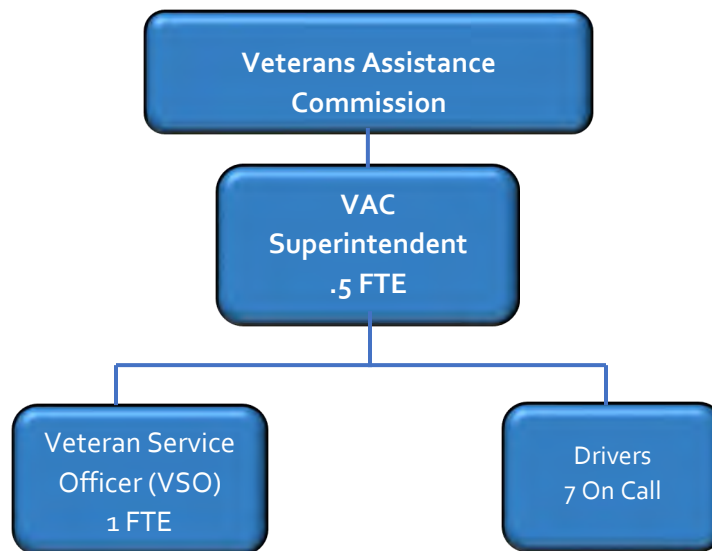 Veterans Assistance
Commission
VAC
Superintendent
.5 FTE
Veteran Service
Officer (VSO)
1 FTE
Drivers
7 On Call